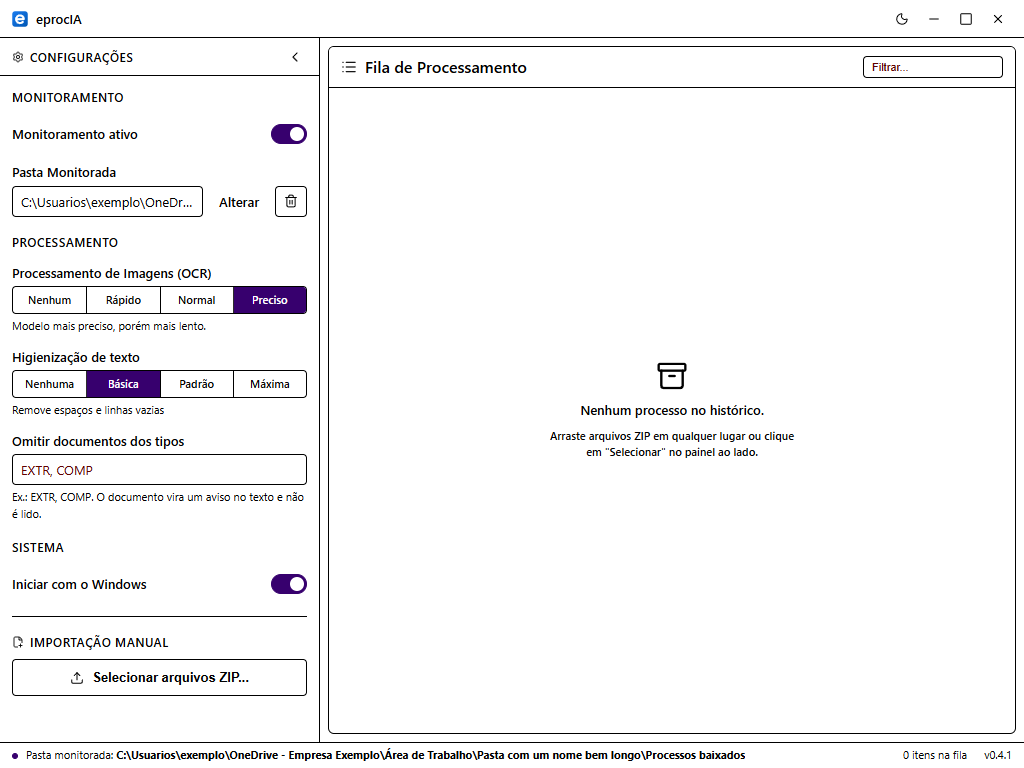 eprocIA
CONFIGURAÇÕES
MONITORAMENTO
Monitoramento ativo
Pasta Monitorada
C:\Usuarios\exemplo\OneDr...
Alterar
PROCESSAMENTO
Processamento de Imagens (OCR)
Nenhum Rápido Normal Preciso
Modelo mais preciso, porém mais lento.
Higienização de texto
Nenhuma Básica Padrão Máxima
Remove espaços e linhas vazias
Omitir documentos dos tipos
EXTR, COMP
Ex.: EXTR, COMP. O documento vira um aviso no texto e não
é lido.
SISTEMA
Iniciar com o Windows
IMPORTAÇÃO MANUAL
Selecionar arquivos ZIP...
Fila de Processamento
Filtrar...
Nenhum processo no histórico.
Arraste arquivos ZIP em qualquer lugar ou clique
em "Selecionar" no painel ao lado.
Pasta monitorada: C:\Usuarios\exemplo\OneDrive - Empresa Exemplo\Área de Trabalho\Pasta com um nome bem longo\Processos baixados
0 itens na fila
v0.4.1